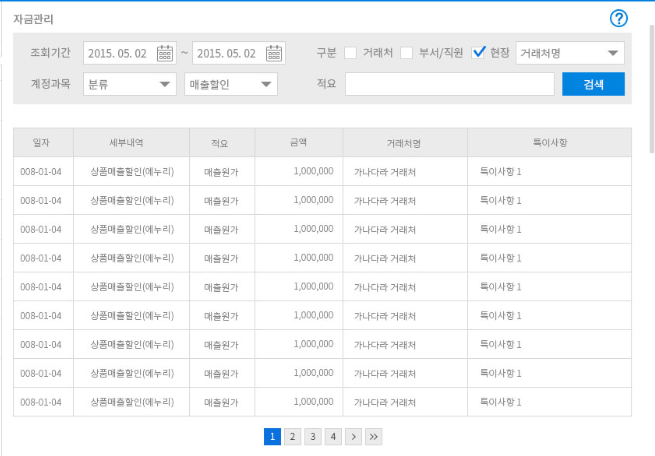 자금관리
조회기간 2015. 05. 02 ~ 2015. 05. 02 구분 거래처 부서/직원 현장 거래처명
계정과목 분류 매출할인 적요 검색
일자 세부내역 적요 금액 거래처명 특이사항
008-01-04 상품매출할인(에누리) 매출원가 1,000,000 가나다라 거래처 특이사항 1
008-01-04 상품매출할인(에누리) 매출원가 1,000,000 가나다라 거래처 특이사항 1
008-01-04 상품매출할인(에누리) 매출원가 1,000,000 가나다라 거래처 특이사항 1
008-01-04 상품매출할인(에누리) 매출원가 1,000,000 가나다라 거래처 특이사항 1
008-01-04 상품매출할인(에누리) 매출원가 1,000,000 가나다라 거래처 특이사항 1
008-01-04 상품매출할인(에누리) 매출원가 1,000,000 가나다라 거래처 특이사항 1
008-01-04 상품매출할인(에누리) 매출원가 1,000,000 가나다라 거래처 특이사항 1
008-01-04 상품매출할인(에누리) 매출원가 1,000,000 가나다라 거래처 특이사항 1
008-01-04 상품매출할인(에누리) 매출원가 1,000,000 가나다라 거래처 특이사항 1
1 2 3 4 > >>